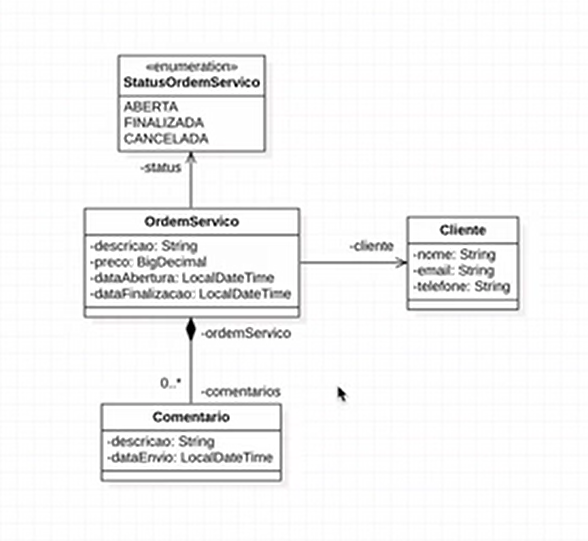 «enumeration»
StatusOrdemServico
ABERTA
FINALIZADA
CANCELADA
-status
OrdemServico
-descricao: String
-preco: BigDecimal
-dataAbertura: LocalDateTime
-dataFinalizacao: LocalDateTime
-cliente
Cliente
-nome: String
-email: String
-telefone: String
-ordemServico
0..*
-comentarios
Comentario
-descricao: String
-dataEnvio: LocalDateTime